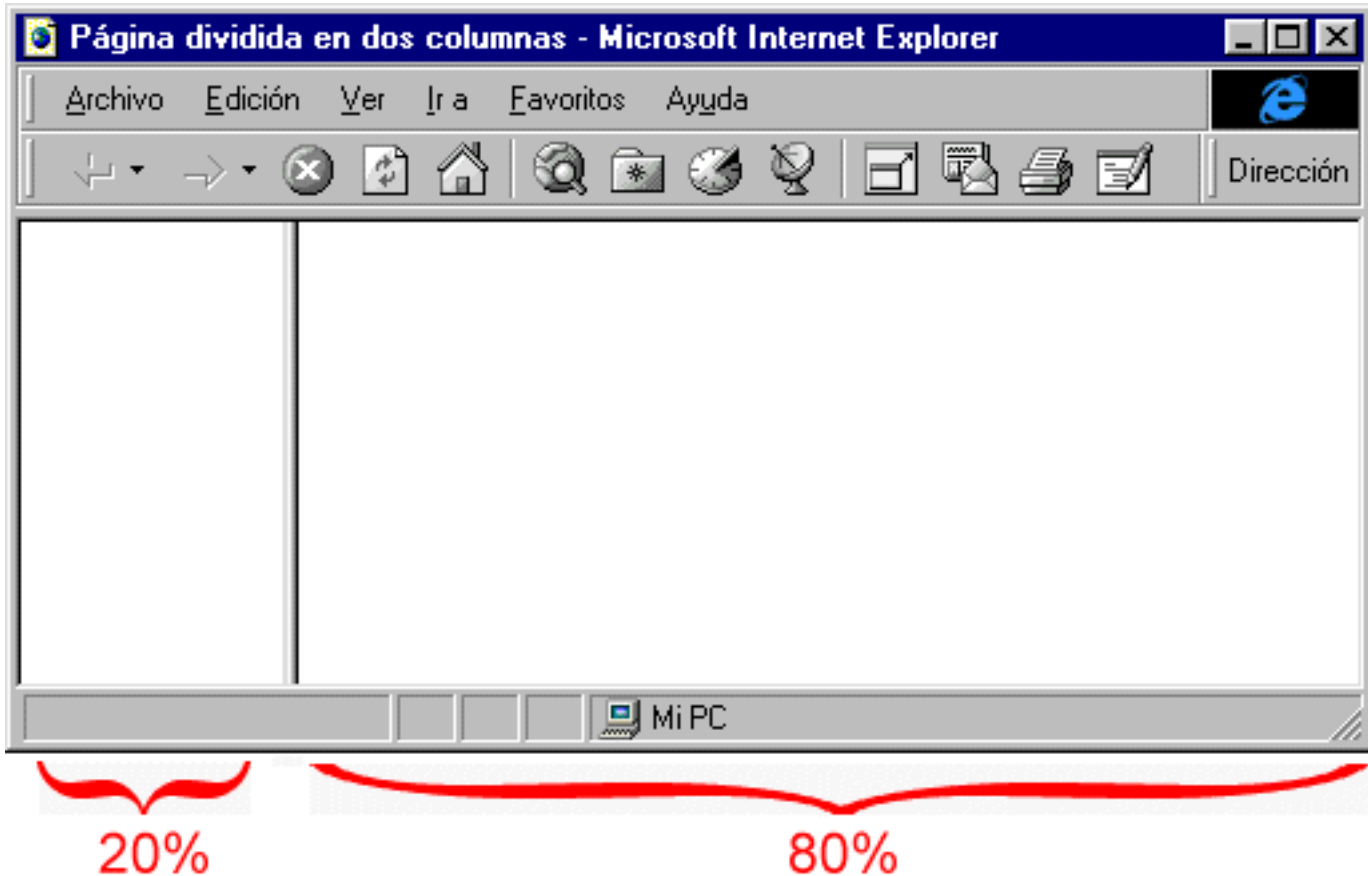 Página dividida en dos columnas - Microsoft Internet Explorer
Archivo Edición Ver Ir a Favoritos Ayuda
Dirección
Mi PC
20% 80%